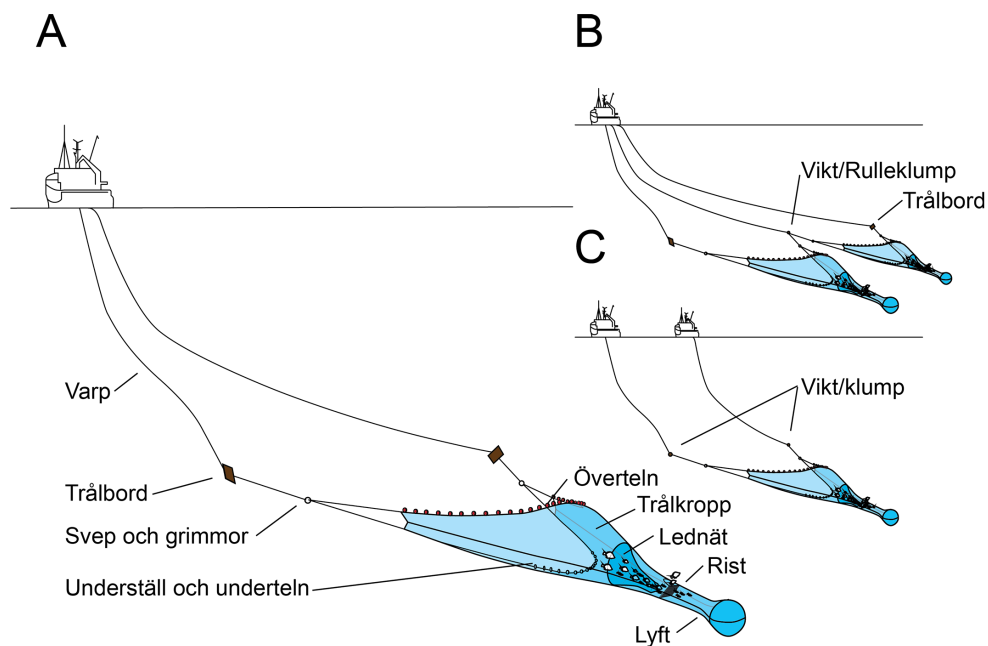 A
B
Vikt/Rulleklump
Trålbord
C
Vikt/klump
Varp
Trålbord
Överteln
Trålkropp
Svep och grimmor
Lednät
Rist
Underställ och underteln
Lyft